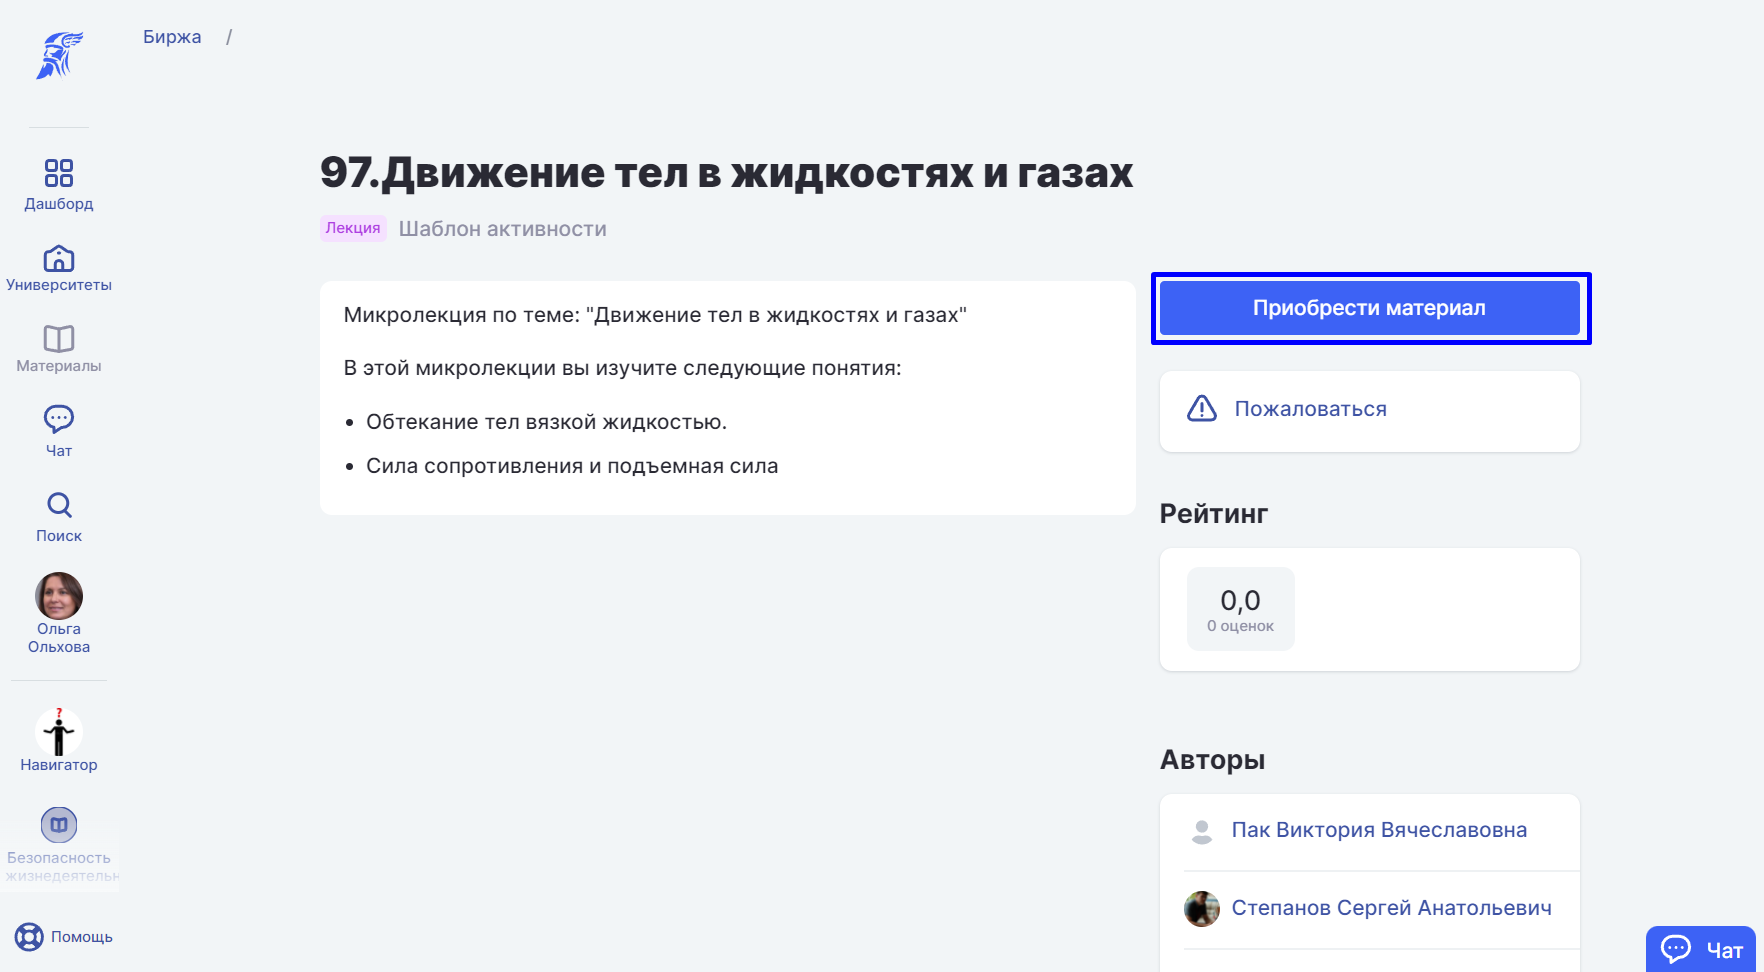 Биржа /
97.Движение тел в жидкостях и газах
Лекция Шаблон активности
Микролекция по теме: "Движение тел в жидкостях и газах"
В этой микролекции вы изучите следующие понятия:
• Обтекание тел вязкой жидкостью.
• Сила сопротивления и подъемная сила
Приобрести материал
Пожаловаться
Рейтинг
0,0
0 оценок
Авторы
Пак Виктория Вячеславовна
Степанов Сергей Анатольевич
Дашборд
Университеты
Материалы
Чат
Поиск
Ольга
Ольхова
?
Навигатор
Безопасность
жизнедеятельн
Помощь
Чат